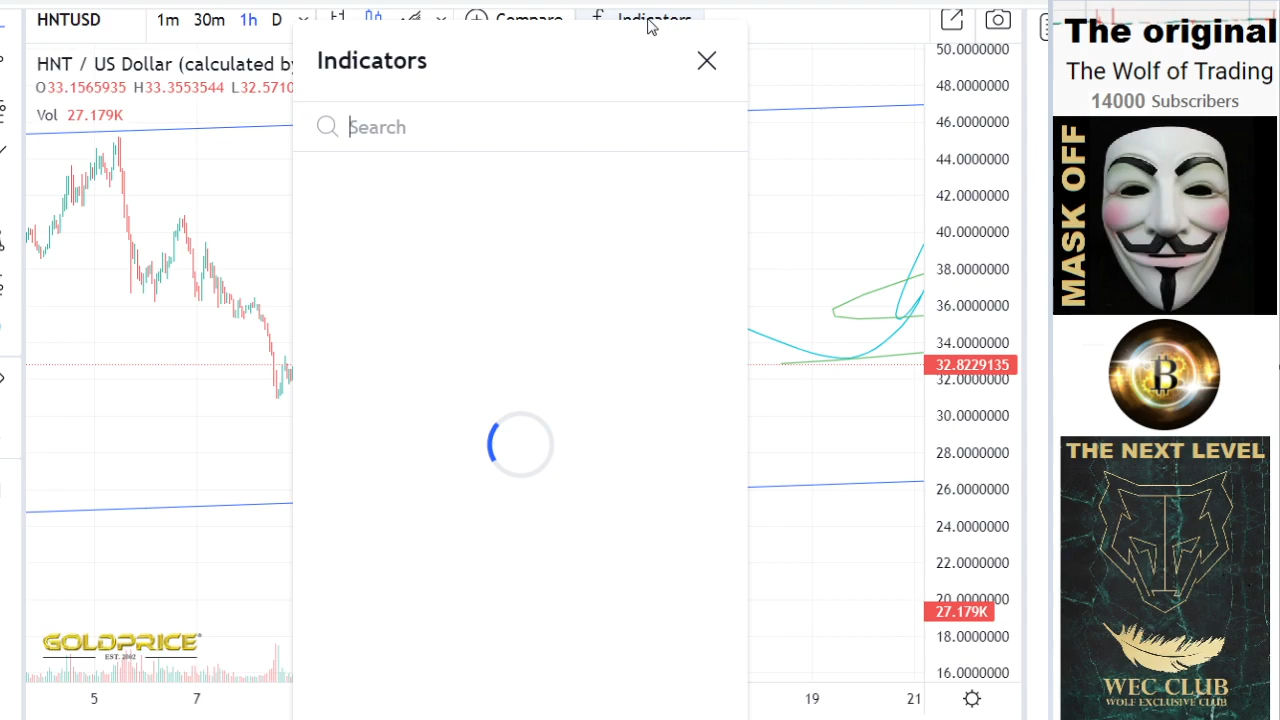 HNTUSD 1m 30m 1h D Compare Indicators
HNT / US Dollar (calculated by
O33.1565935 H33.3553544 L32.5710
Vol 27.179K
Indicators
Search
50.0000000
48.0000000
46.0000000
44.0000000
42.0000000
40.0000000
38.0000000
36.0000000
34.0000000
32.8229135
32.0000000
30.0000000
28.0000000
26.0000000
24.0000000
22.0000000
20.0000000
27.179K
18.0000000
16.0000000
GOLDPRICE
EST. 2002
5 7 19 21
The original
The Wolf of Trading
14000 Subscribers
MASK OFF
B
THE NEXT LEVEL
WEC CLUB
WOLF EXCLUSIVE CLUB